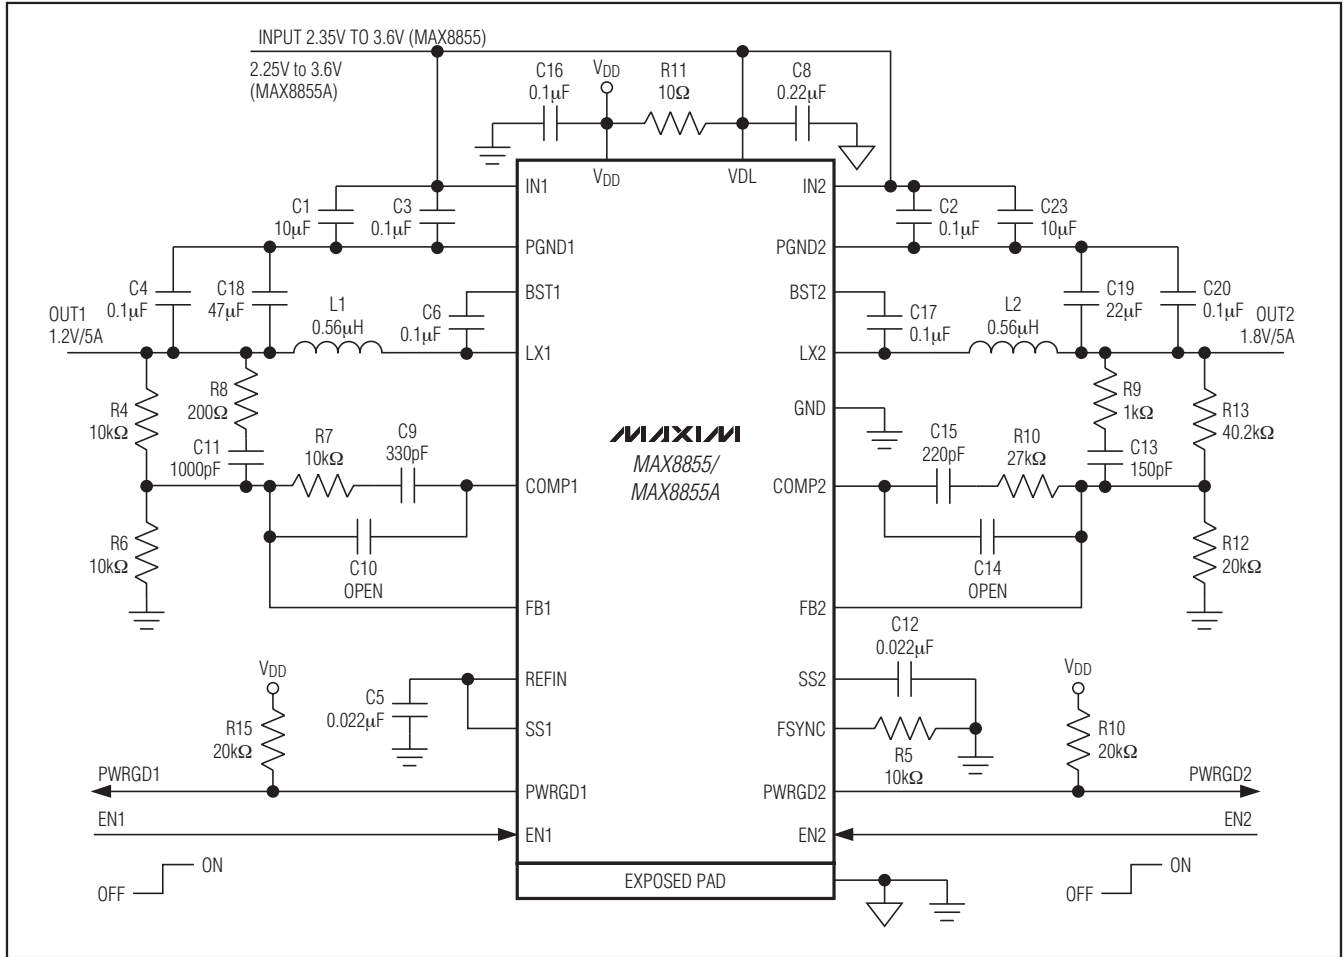 INPUT 2.35V TO 3.6V (MAX8855)
2.25V to 3.6V
(MAX8855A)
C16
0.1µF
VDD
R11
10Ω
C8
0.22µF
VDD
VDL
IN1
IN2
C1
10µF
C3
0.1µF
C2
0.1µF
C23
10µF
PGND1
PGND2
C4
0.1µF
C18
47µF
BST1
BST2
C19
22µF
C20
0.1µF
OUT1
1.2V/5A
L1
0.56µH
C6
0.1µF
C17
0.1µF
L2
0.56µH
OUT2
1.8V/5A
LX1
LX2
R4
10kΩ
R8
200Ω
GND
R9
1kΩ
R13
40.2kΩ
C11
1000pF
R7
10kΩ
C9
330pF
MAXIM
MAX8855/
MAX8855A
C15
220pF
R10
27kΩ
C13
150pF
COMP1
COMP2
R6
10kΩ
C10
OPEN
C14
OPEN
R12
20kΩ
FB1
FB2
C12
0.022µF
VDD
VDD
REFIN
SS2
C5
0.022µF
R15
20kΩ
SS1
FSYNC
R5
10kΩ
R10
20kΩ
PWRGD1
PWRGD1
PWRGD2
PWRGD2
EN1
EN1
EN2
EN2
ON
OFF
EXPOSED PAD
ON
OFF